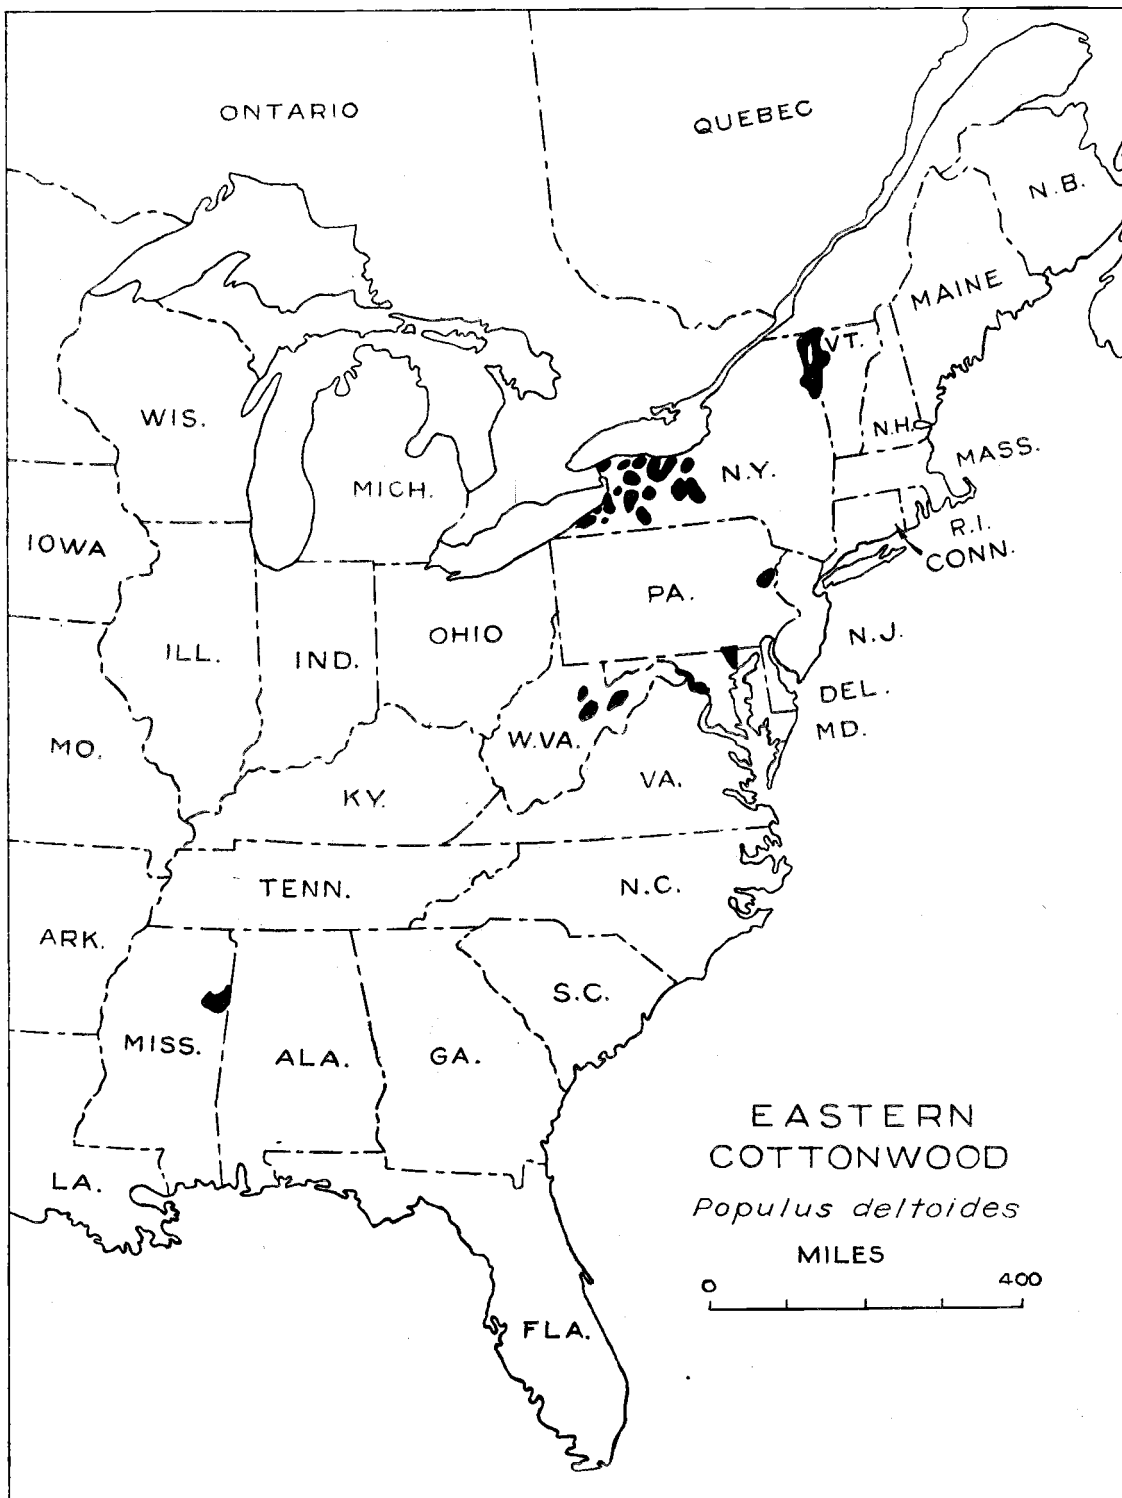 ONTARIO
QUEBEC
N.B.
MAINE
VT.
WIS.
N.H.
MASS.
MICH.
N.Y.
IOWA
R.I.
CONN.
PA.
OHIO
N.J.
ILL.
IND.
DEL.
MD.
W.VA.
MO.
VA.
KY.
TENN.
N.C.
ARK.
S.C.
MISS.
ALA.
GA.
LA.
FLA.
EASTERN
COTTONWOOD
Populus deltoides
MILES
0 400